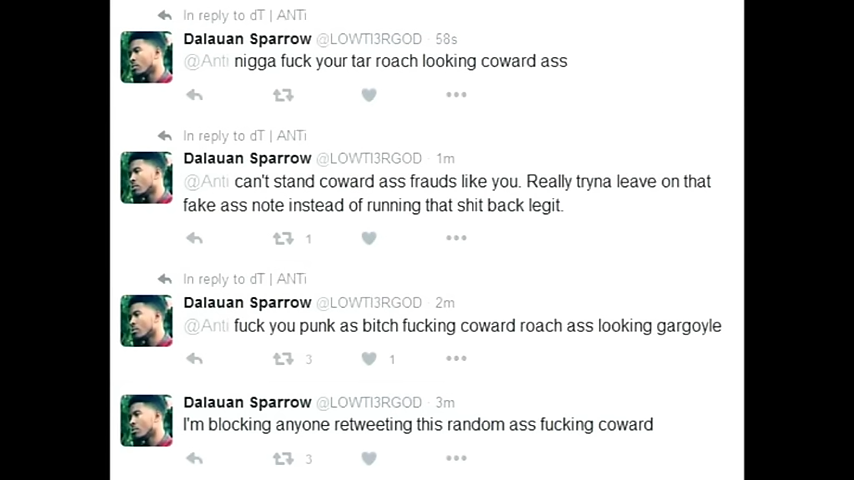 In reply to dT | ANTi
Dalauan Sparrow @LOWTI3RGOD · 58s
@Anti nigga fuck your tar roach looking coward ass
In reply to dT | ANTi
Dalauan Sparrow @LOWTI3RGOD · 1m
@Anti can't stand coward ass frauds like you. Really tryna leave on that
fake ass note instead of running that shit back legit.
1
In reply to dT | ANTi
Dalauan Sparrow @LOWTI3RGOD · 2m
@Anti fuck you punk as bitch fucking coward roach ass looking gargoyle
3 1
Dalauan Sparrow @LOWTI3RGOD · 3m
I'm blocking anyone retweeting this random ass fucking coward
3